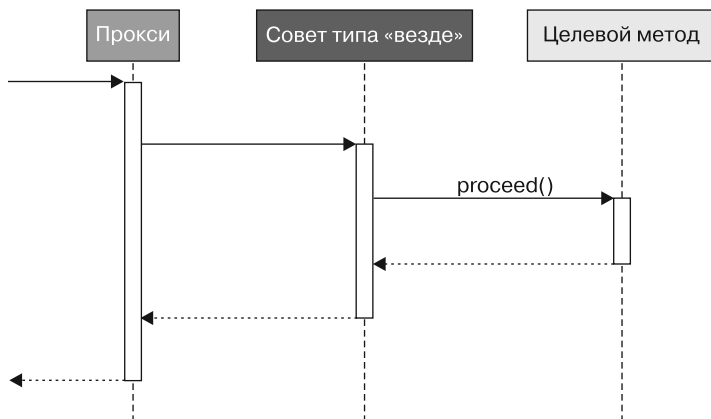 Прокси
Совет типа «везде»
Целевой метод
proceed()